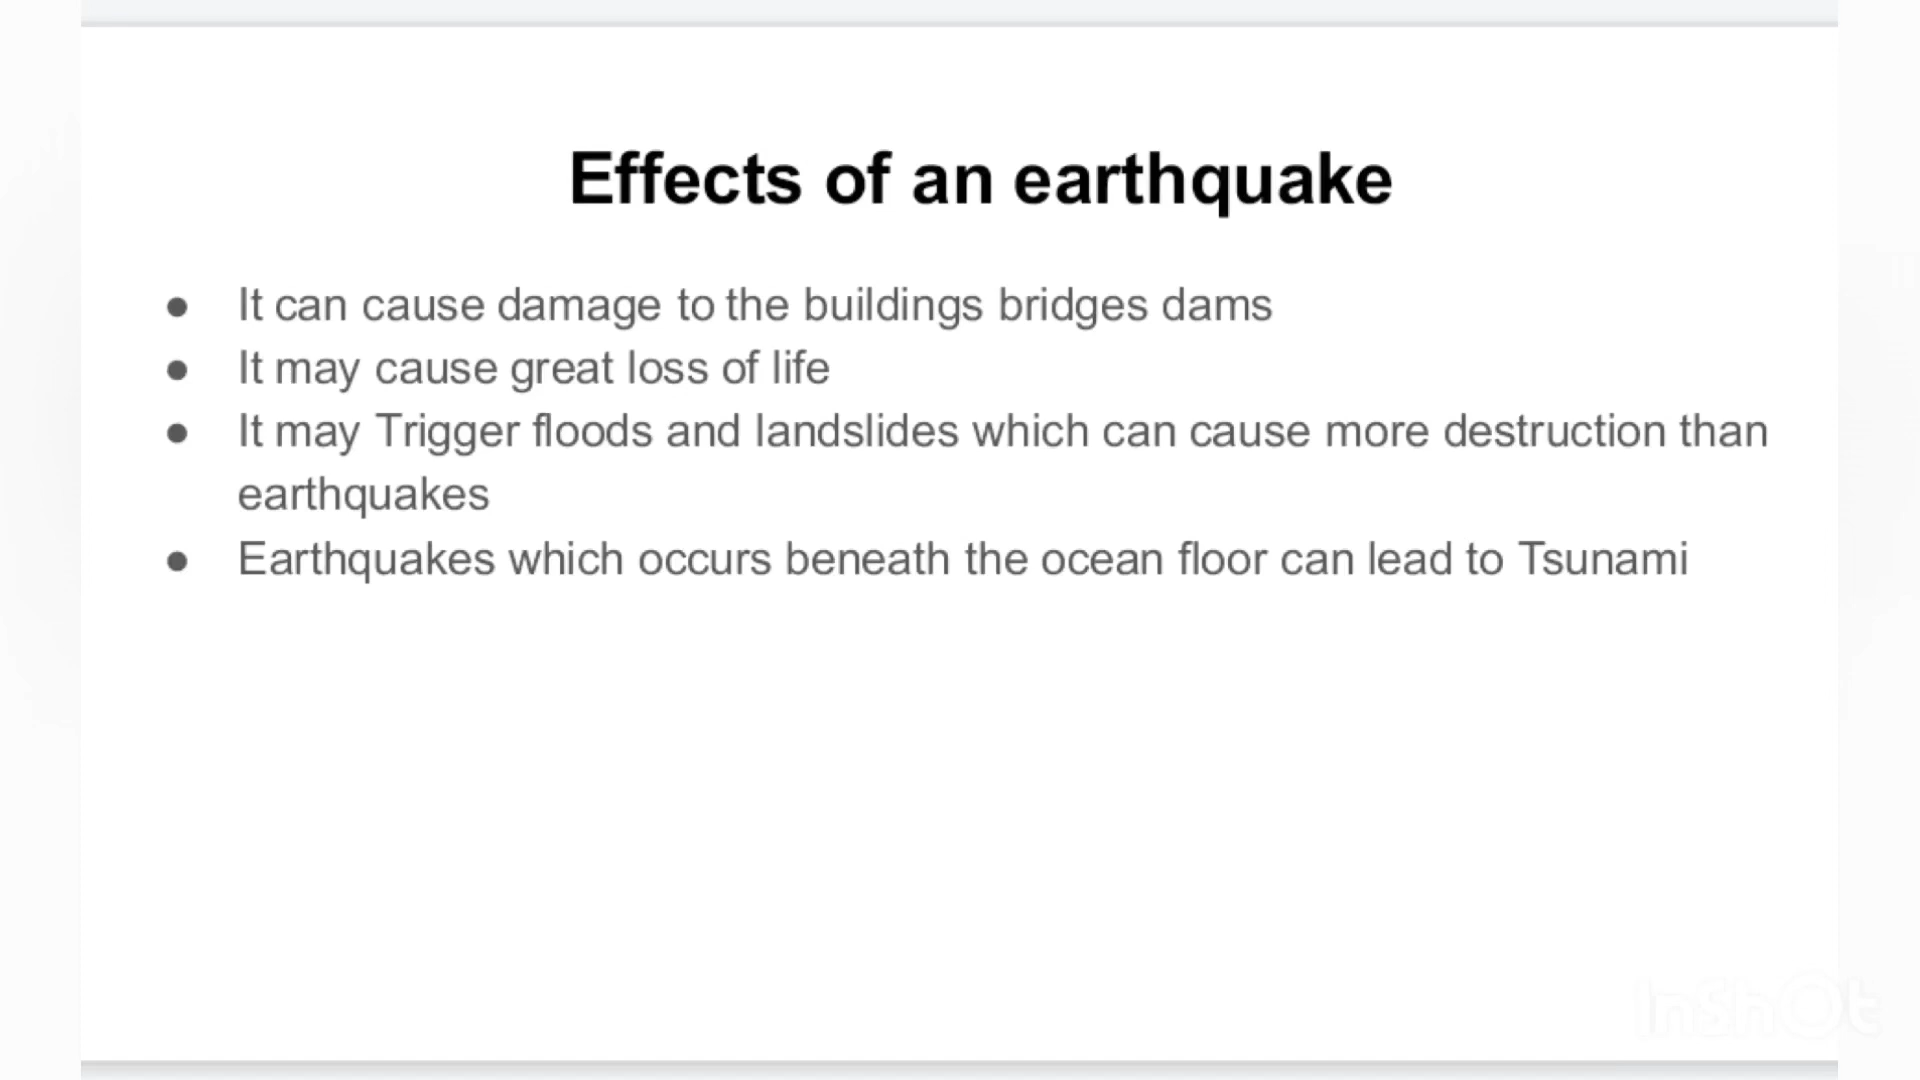 Effects of an earthquake
● It can cause damage to the buildings bridges dams
● It may cause great loss of life
● It may Trigger floods and landslides which can cause more destruction than
earthquakes
● Earthquakes which occurs beneath the ocean floor can lead to Tsunami
InShOt